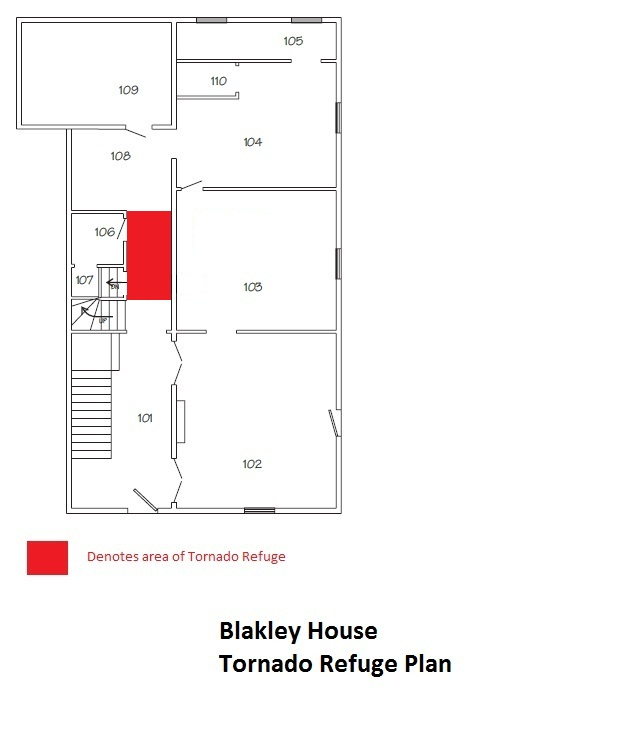 105
110
109
104
108
106
107
DN
103
UP
101
102
Denotes area of Tornado Refuge
Blakley House
Tornado Refuge Plan